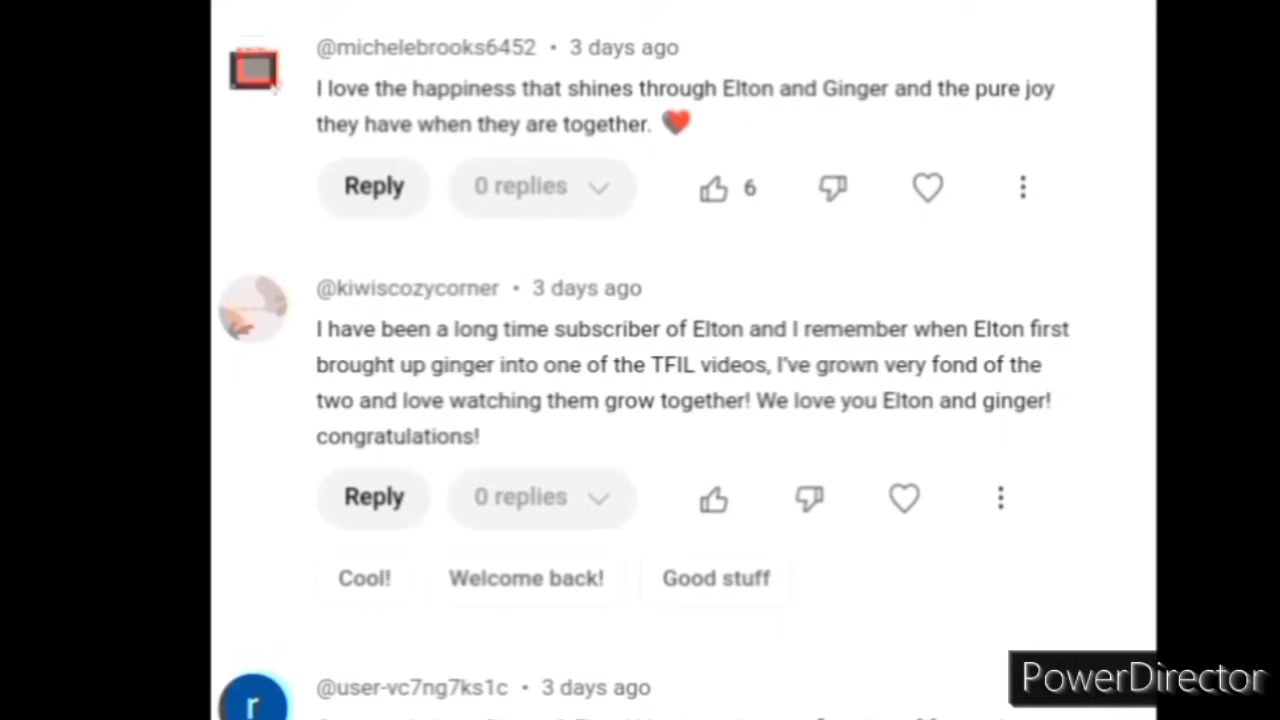 @michelebrooks6452 • 3 days ago
I love the happiness that shines through Elton and Ginger and the pure joy
they have when they are together. ❤️
Reply 0 replies 6
@kiwiscozycorner • 3 days ago
I have been a long time subscriber of Elton and I remember when Elton first
brought up ginger into one of the TFIL videos, I've grown very fond of the
two and love watching them grow together! We love you Elton and ginger!
congratulations!
Reply 0 replies
Cool! Welcome back! Good stuff
r @user-vc7ng7ks1c • 3 days ago
PowerDirector